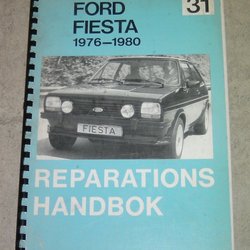 31
FORD
FIESTA
1976–1980
FIESTA
REPARATIONS
HANDBOK